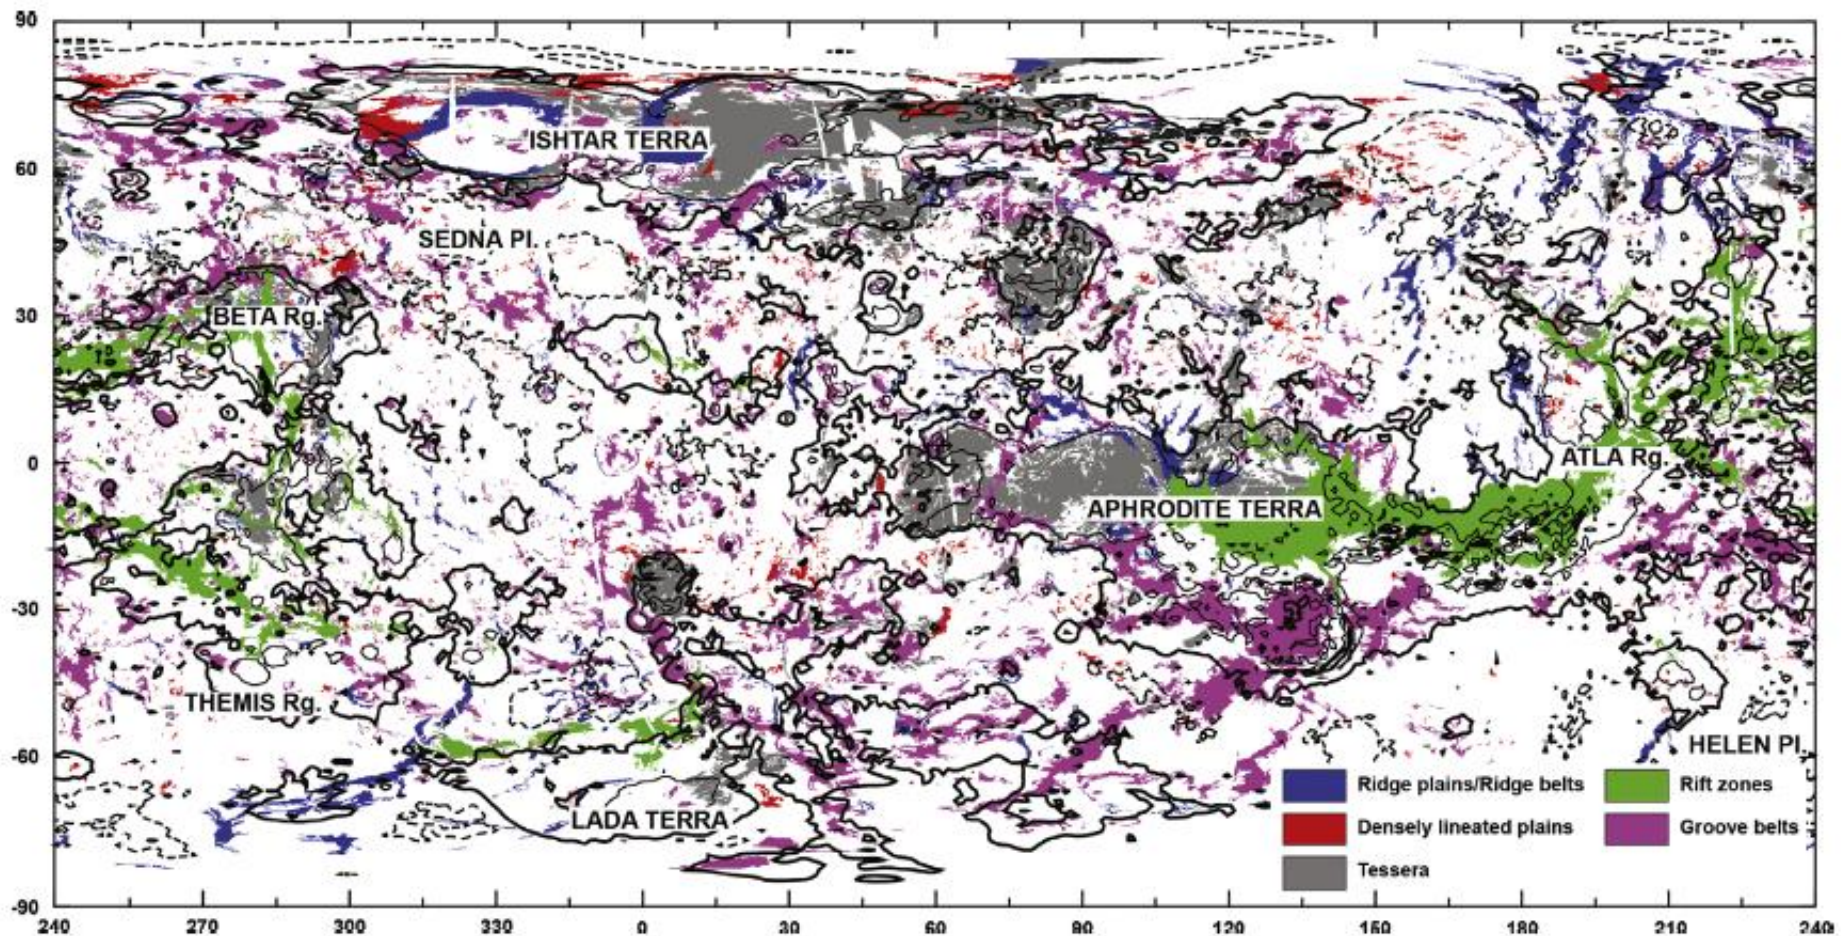 90
60
30
0
-30
-60
-90
ISHTAR TERRA
SEDNA Pl.
BETA Rg.
ATLA Rg.
APHRODITE TERRA
THEMIS Rg.
HELEN Pl.
LADA TERRA
Ridge plains/Ridge belts
Rift zones
Densely lineated plains
Groove belts
Tessera
240 270 300 330 0 30 60 90 120 150 180 210 240